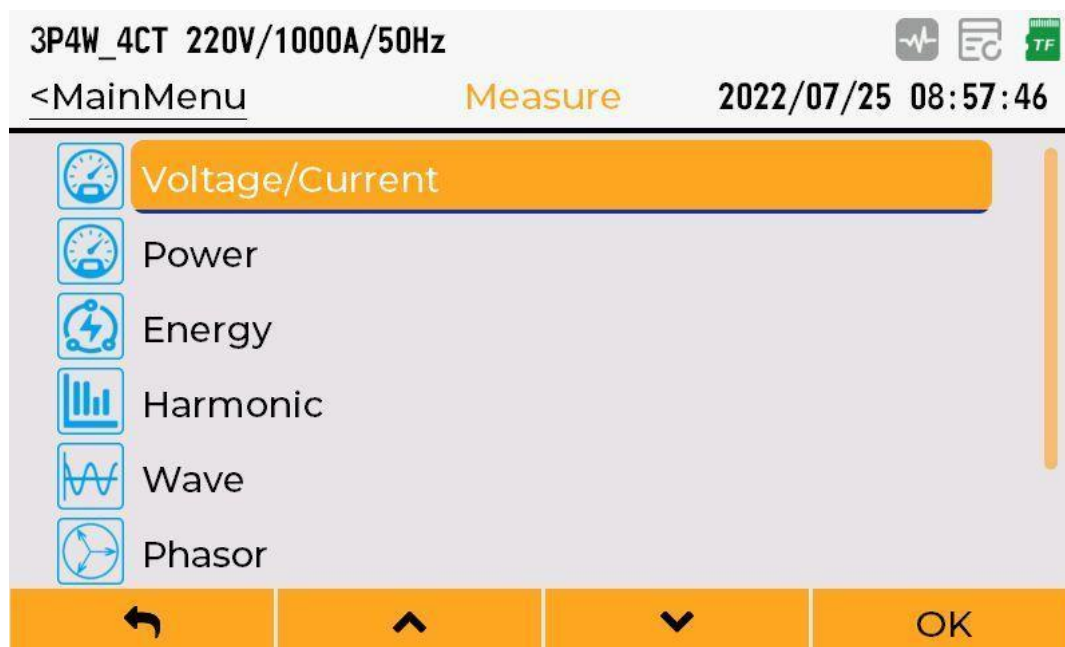 3P4W_4CT 220V/1000A/50Hz
TF
<MainMenu Measure 2022/07/25 08:57:46
Voltage/Current
Power
Energy
Harmonic
Wave
Phasor
OK